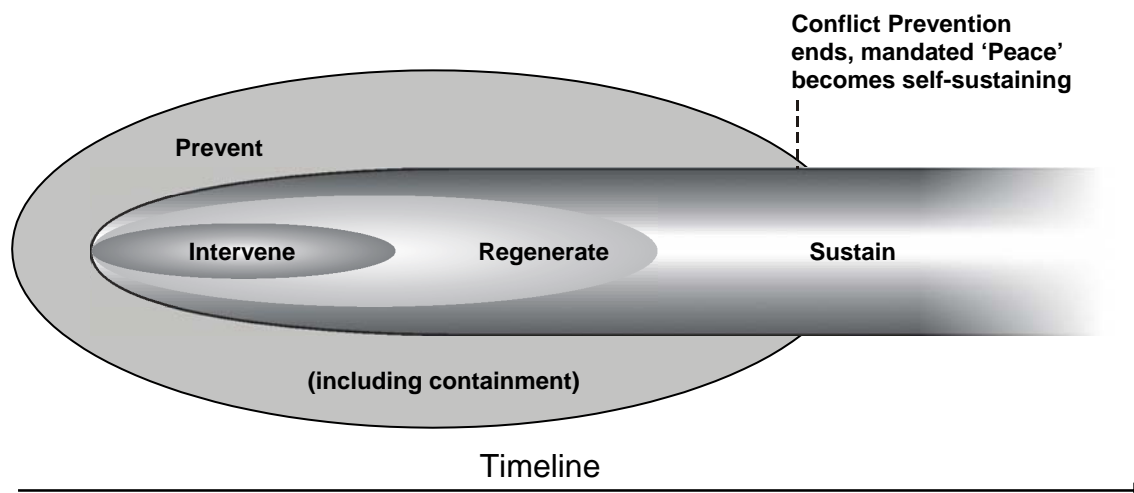 Conflict Prevention
ends, mandated ‘Peace’
becomes self-sustaining
Prevent
Intervene
Regenerate
Sustain
(including containment)
Timeline